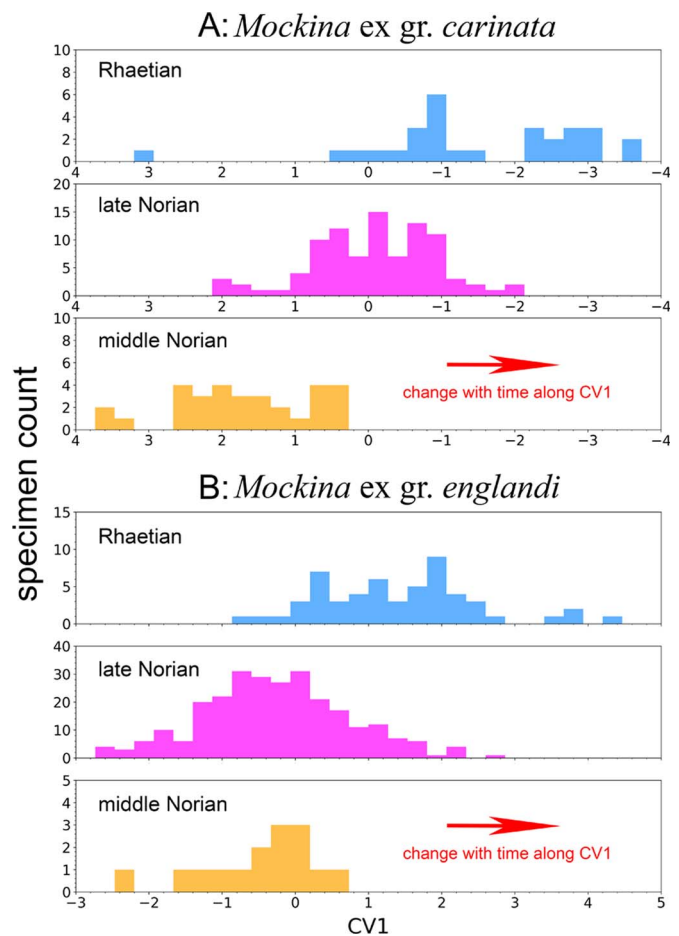 A: Mockina ex gr. carinata
10
8
6
4
2
0
Rhaetian
4 3 2 1 0 −1 −2 −3 −4
20
15
10
5
0
late Norian
4 3 2 1 0 −1 −2 −3 −4
10
8
6
4
2
0
middle Norian
change with time along CV1
4 3 2 1 0 −1 −2 −3 −4
specimen count
B: Mockina ex gr. englandi
15
10
5
0
Rhaetian
40
30
20
10
0
late Norian
5
4
3
2
1
0
middle Norian
change with time along CV1
−3 −2 −1 0 1 2 3 4 5
CV1